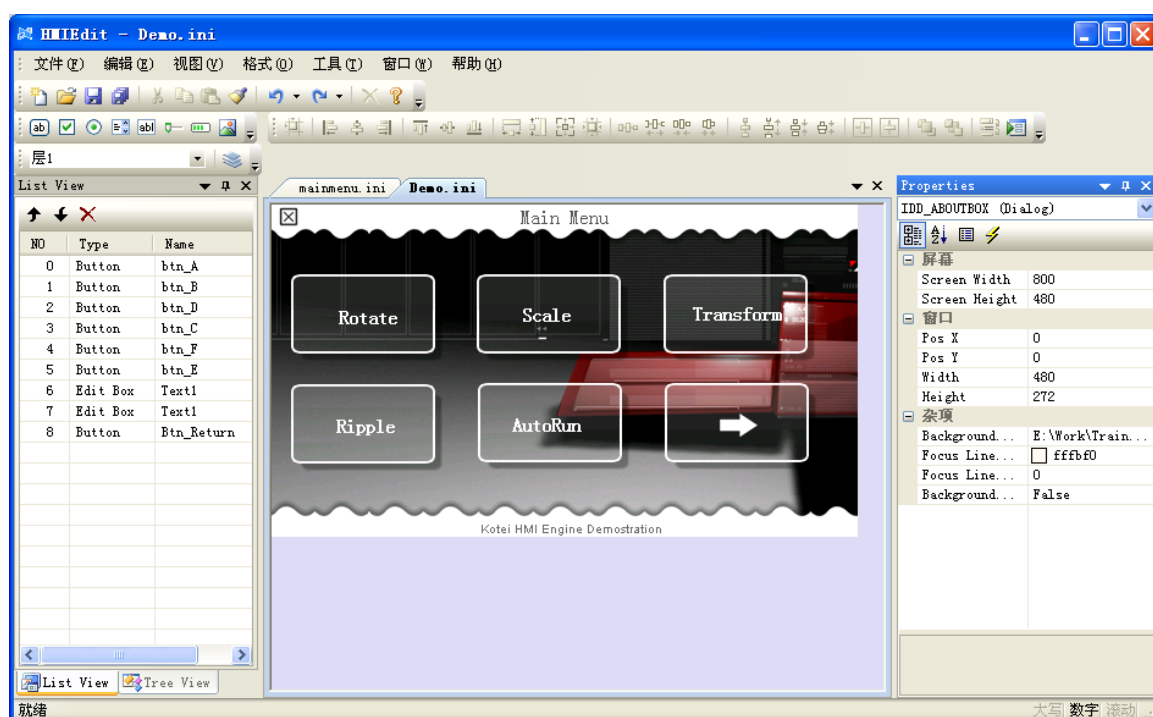 HMIEdit - Demo.ini
文件(F) 编辑(E) 视图(V) 格式(O) 工具(T) 窗口(W) 帮助(H)
层1
List View
NO Type Name
0 Button btn_A
1 Button btn_B
2 Button btn_D
3 Button btn_C
4 Button btn_F
5 Button btn_E
6 Edit Box Text1
7 Edit Box Text1
8 Button Btn_Return
List View Tree View
mainmenu.ini Demo.ini
Main Menu
Rotate Scale Transform
Ripple AutoRun
Kotei HMI Engine Demostration
Properties
IDD_ABOUTBOX (Dialog)
屏幕
Screen Width 800
Screen Height 480
窗口
Pos X 0
Pos Y 0
Width 480
Height 272
杂项
Background... E:\Work\Train...
Focus Line... fffbf0
Focus Line... 0
Background... False
就绪
大写 数字 滚动